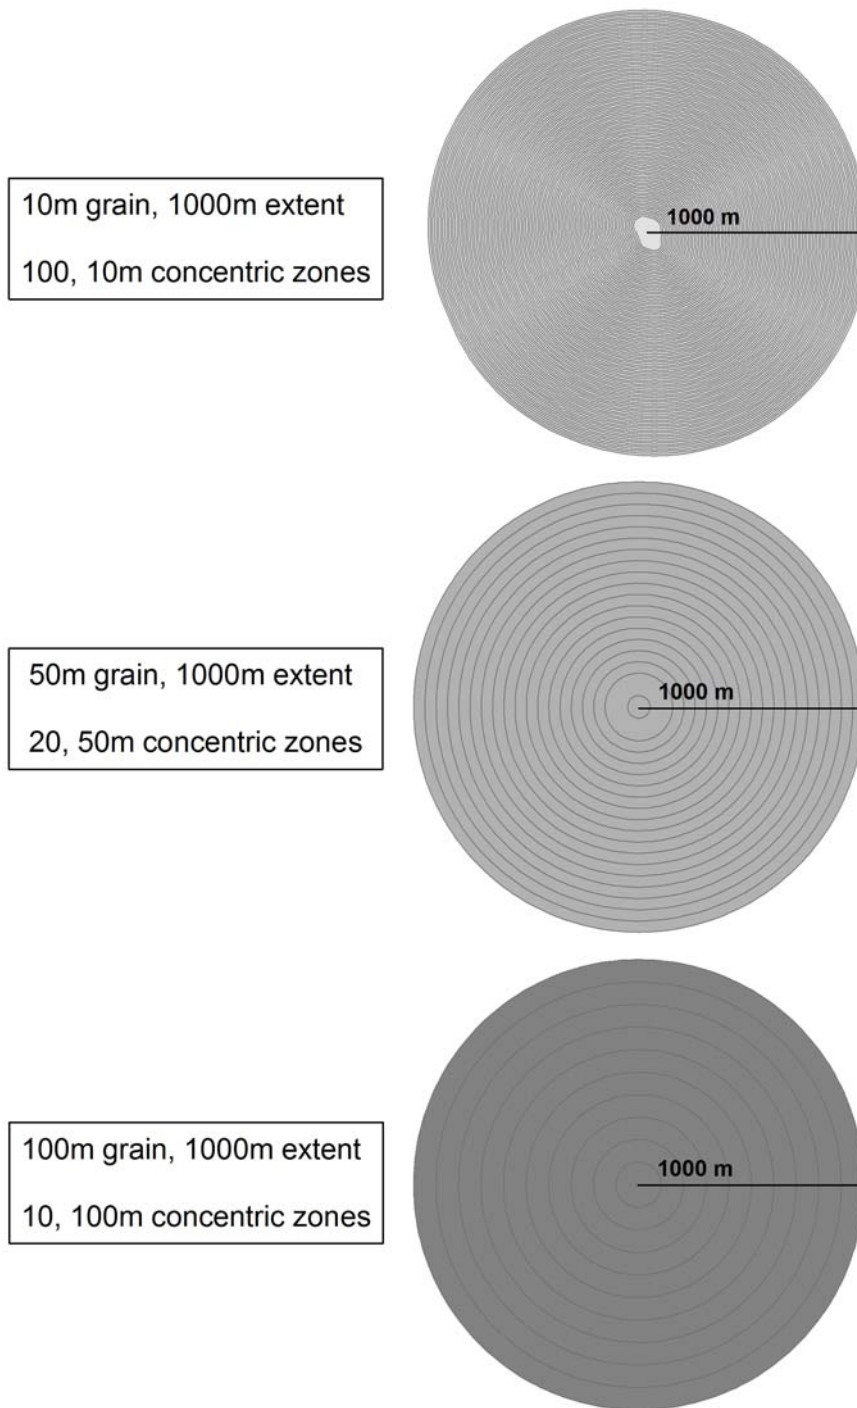 10m grain, 1000m extent
100, 10m concentric zones
1000 m
50m grain, 1000m extent
20, 50m concentric zones
1000 m
100m grain, 1000m extent
10, 100m concentric zones
1000 m